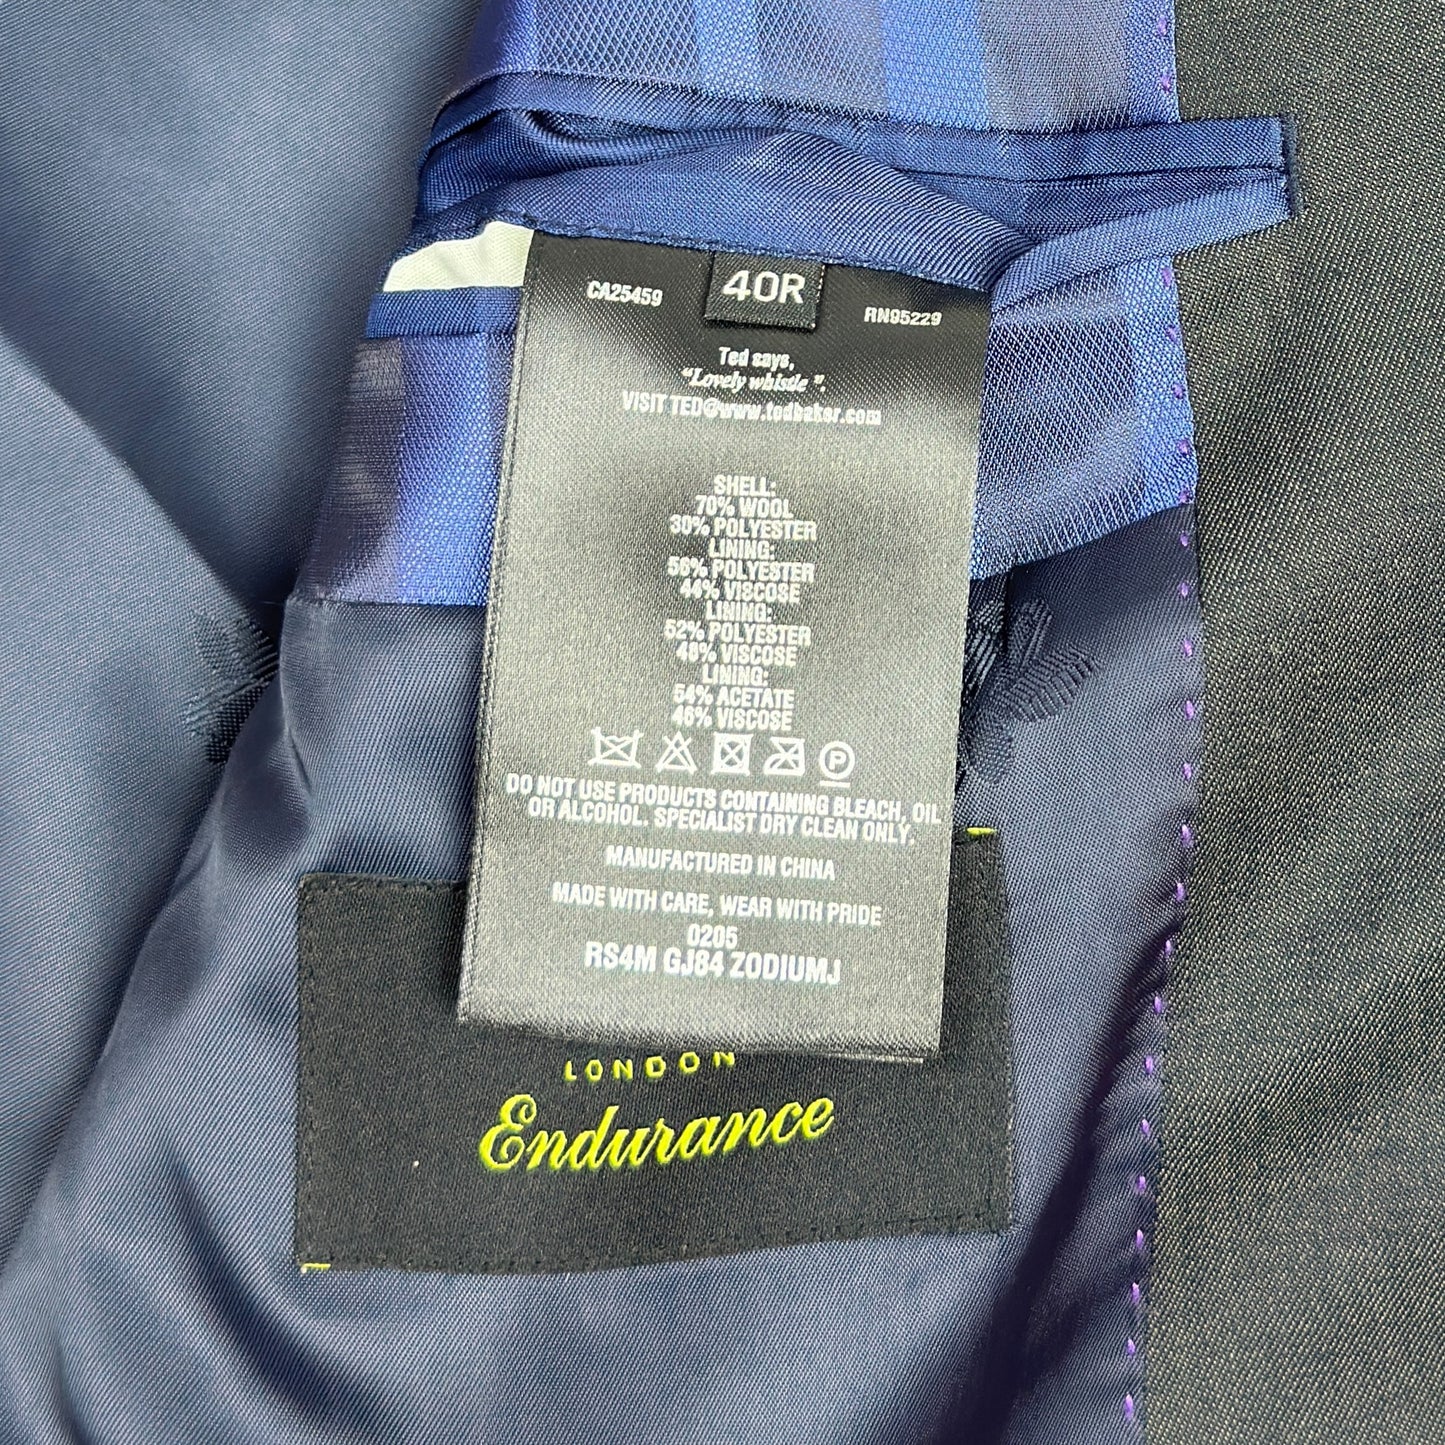 CA25459
40R
RN95229
Ted says,
"Lovely whistle ".
VISIT TED@www.tedbaker.com
SHELL:
70% WOOL
30% POLYESTER
LINING:
56% POLYESTER
44% VISCOSE
LINING:
52% POLYESTER
48% VISCOSE
LINING:
54% ACETATE
46% VISCOSE
P
DO NOT USE PRODUCTS CONTAINING BLEACH, OIL
OR ALCOHOL. SPECIALIST DRY CLEAN ONLY.
MANUFACTURED IN CHINA
MADE WITH CARE, WEAR WITH PRIDE
0205
RS4M GJ84 ZODIUMJ
LONDON
Endurance